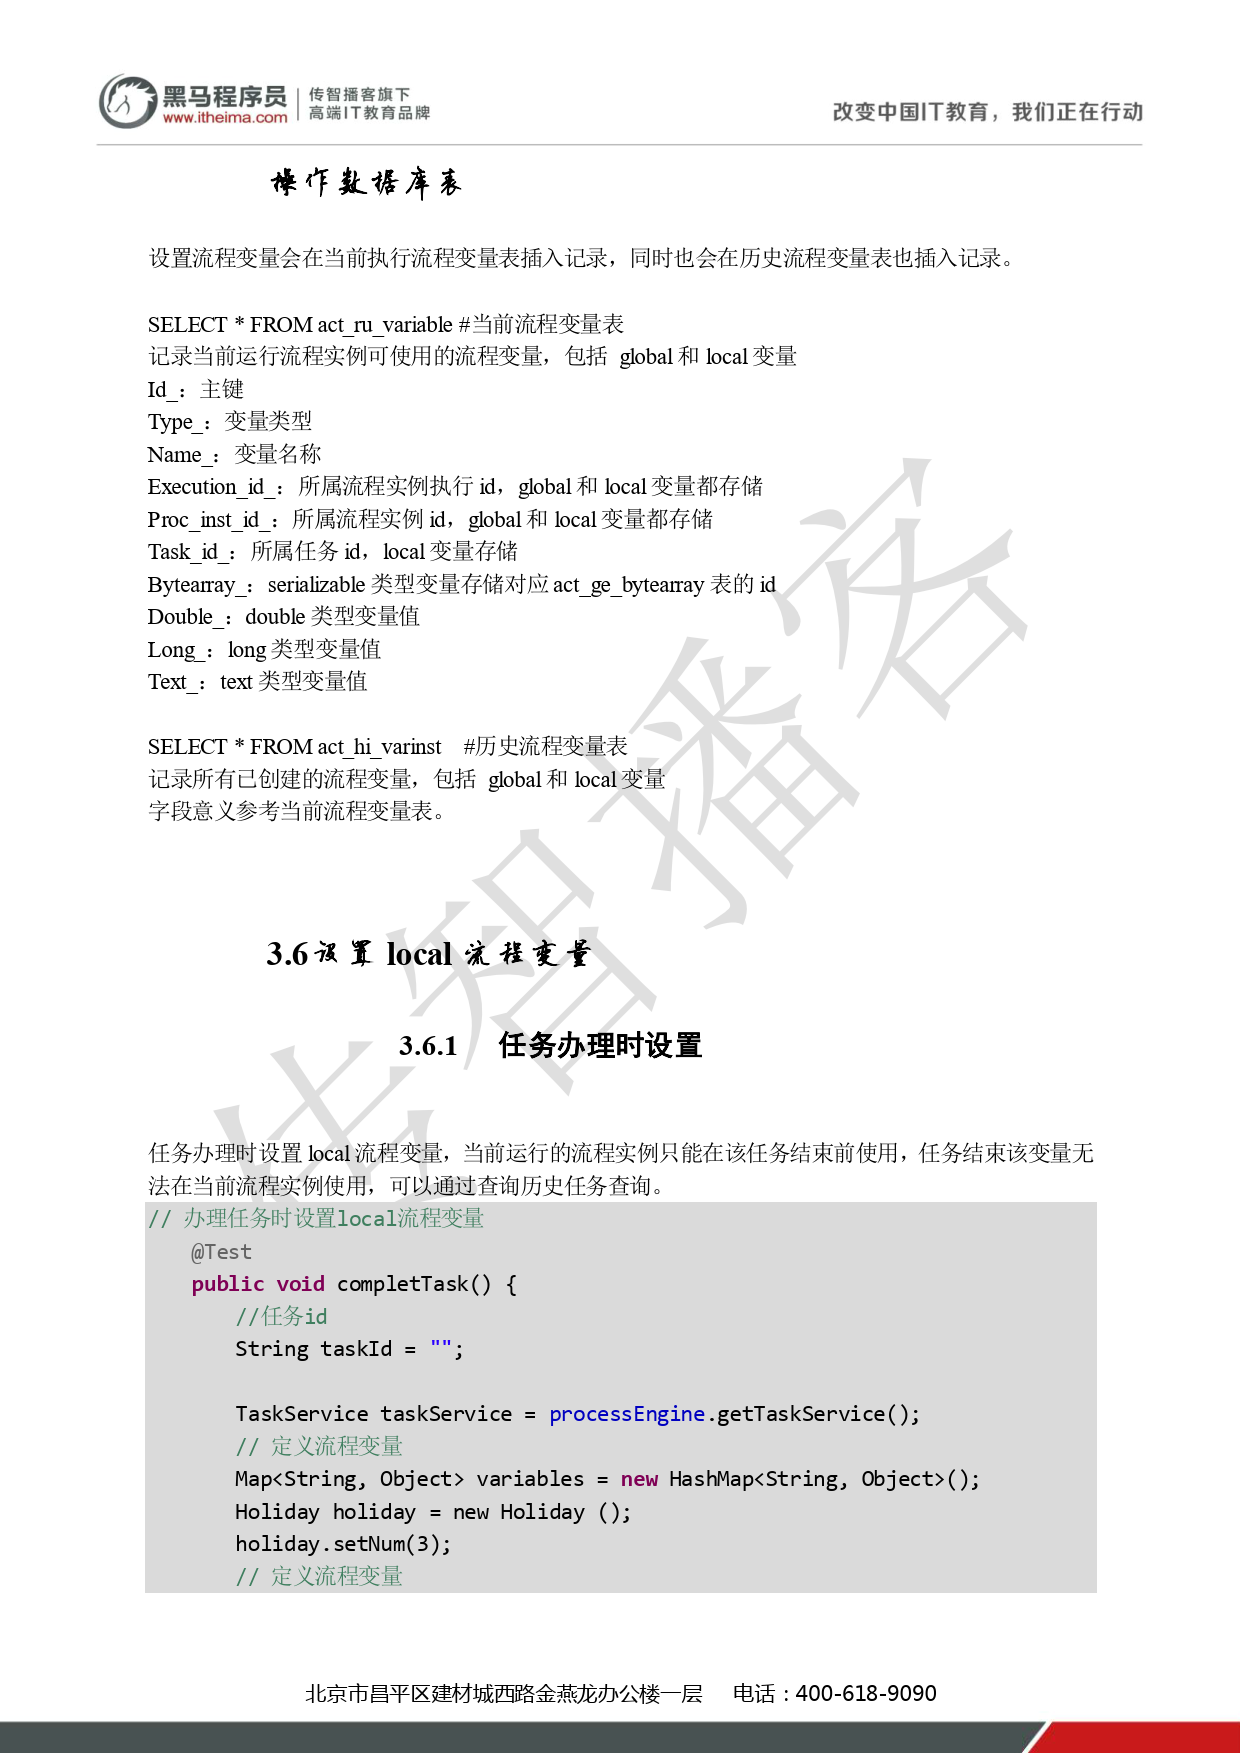 黑马程序员
www.itheima.com
传智播客旗下
高端IT教育品牌
改变中国IT教育，我们正在行动
操作数据库表
设置流程变量会在当前执行流程变量表插入记录，同时也会在历史流程变量表也插入记录。
SELECT * FROM act_ru_variable #当前流程变量表
记录当前运行流程实例可使用的流程变量，包括 global 和 local 变量
Id_：主键
Type_：变量类型
Name_：变量名称
Execution_id_：所属流程实例执行 id，global 和 local 变量都存储
Proc_inst_id_：所属流程实例 id，global 和 local 变量都存储
Task_id_：所属任务 id，local 变量存储
Bytearray_：serializable 类型变量存储对应 act_ge_bytearray 表的 id
Double_：double 类型变量值
Long_：long 类型变量值
Text_：text 类型变量值
SELECT * FROM act_hi_varinst #历史流程变量表
记录所有已创建的流程变量，包括 global 和 local 变量
字段意义参考当前流程变量表。
3.6设置 local 流程变量
3.6.1 任务办理时设置
任务办理时设置 local 流程变量，当前运行的流程实例只能在该任务结束前使用，任务结束该变量无
法在当前流程实例使用，可以通过查询历史任务查询。
// 办理任务时设置local流程变量
@Test
public void completTask() {
//任务id
String taskId = "";
TaskService taskService = processEngine.getTaskService();
// 定义流程变量
Map<String, Object> variables = new HashMap<String, Object>();
Holiday holiday = new Holiday ();
holiday.setNum(3);
// 定义流程变量
传智播客
北京市昌平区建材城西路金燕龙办公楼一层 电话：400-618-9090